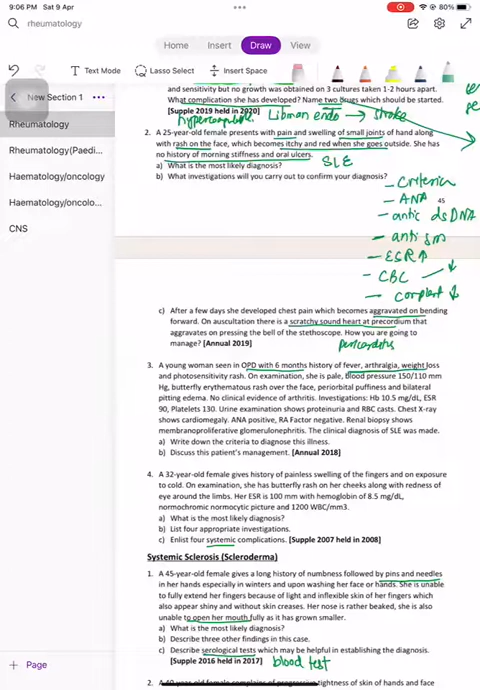 9:06 PM Sat 9 Apr
80%
rheumatology
Home Insert Draw View
Text Mode Lasso Select Insert Space
New Section 1
Rheumatology
Rheumatology(Paedi...
Haematology/oncology
Haematology/oncolo...
CNS
Page
and sensitivity but no growth was obtained on 3 cultures taken 1-2 hours apart.
What complication she has developed? Name two drugs which should be started.
[Supple 2019 held in 2020]
Libman endo → stroke
2. A 25-year-old female presents with pain and swelling of small joints of hand along
with rash on the face, which becomes itchy and red when she goes outside. She has
no history of morning stiffness and oral ulcers.
SLE
a) What is the most likely diagnosis?
b) What investigations will you carry out to confirm your diagnosis?
- Criteria
- ANA
45
- antic dsDNA
- anti sm
- ESR↑
- CBC ↓
- complent ↓
c) After a few days she developed chest pain which becomes aggravated on bending
forward. On auscultation there is a scratchy sound heart at precordium that
aggravates on pressing the bell of the stethoscope. How you are going to
manage? [Annual 2019]
pericarditis
3. A young woman seen in OPD with 6 months history of fever, arthralgia, weight loss
and photosensitivity rash. On examination, she is pale, blood pressure 150/110 mm
Hg, butterfly erythematous rash over the face, periorbital puffiness and bilateral
pitting edema. No clinical evidence of arthritis. Investigations: Hb 10.5 mg/dL, ESR
90, Platelets 130. Urine examination shows proteinuria and RBC casts. Chest X-ray
shows cardiomegaly. ANA positive, RA Factor negative. Renal biopsy shows
membranoproliferative glomerulonephritis. The clinical diagnosis of SLE was made.
a) Write down the criteria to diagnose this illness.
b) Discuss this patient's management. [Annual 2018]
4. A 32-year-old female gives history of painless swelling of the fingers and on exposure
to cold. On examination, she has butterfly rash on her cheeks along with redness of
eye around the limbs. Her ESR is 100 mm with hemoglobin of 8.5 mg/dL,
normochromic normocytic picture and 1200 WBC/mm3.
a) What is the most likely diagnosis?
b) List four appropriate investigations.
c) Enlist four systemic complications. [Supple 2007 held in 2008]
Systemic Sclerosis (Scleroderma)
1. A 45-year-old female gives a long history of numbness followed by pins and needles
in her hands especially in winters and upon washing her face or hands. She is unable
to fully extend her fingers because of light and inflexible skin of her fingers which
also appear shiny and without skin creases. Her nose is rather beaked, she is also
unable to open her mouth fully as it has grown smaller.
a) What is the most likely diagnosis?
b) Describe three other findings in this case.
c) Describe serological tests which may be helpful in establishing the diagnosis.
[Supple 2016 held in 2017]
blood test
2. A 40-year-old female complains of progressive tightness of skin of hands and face